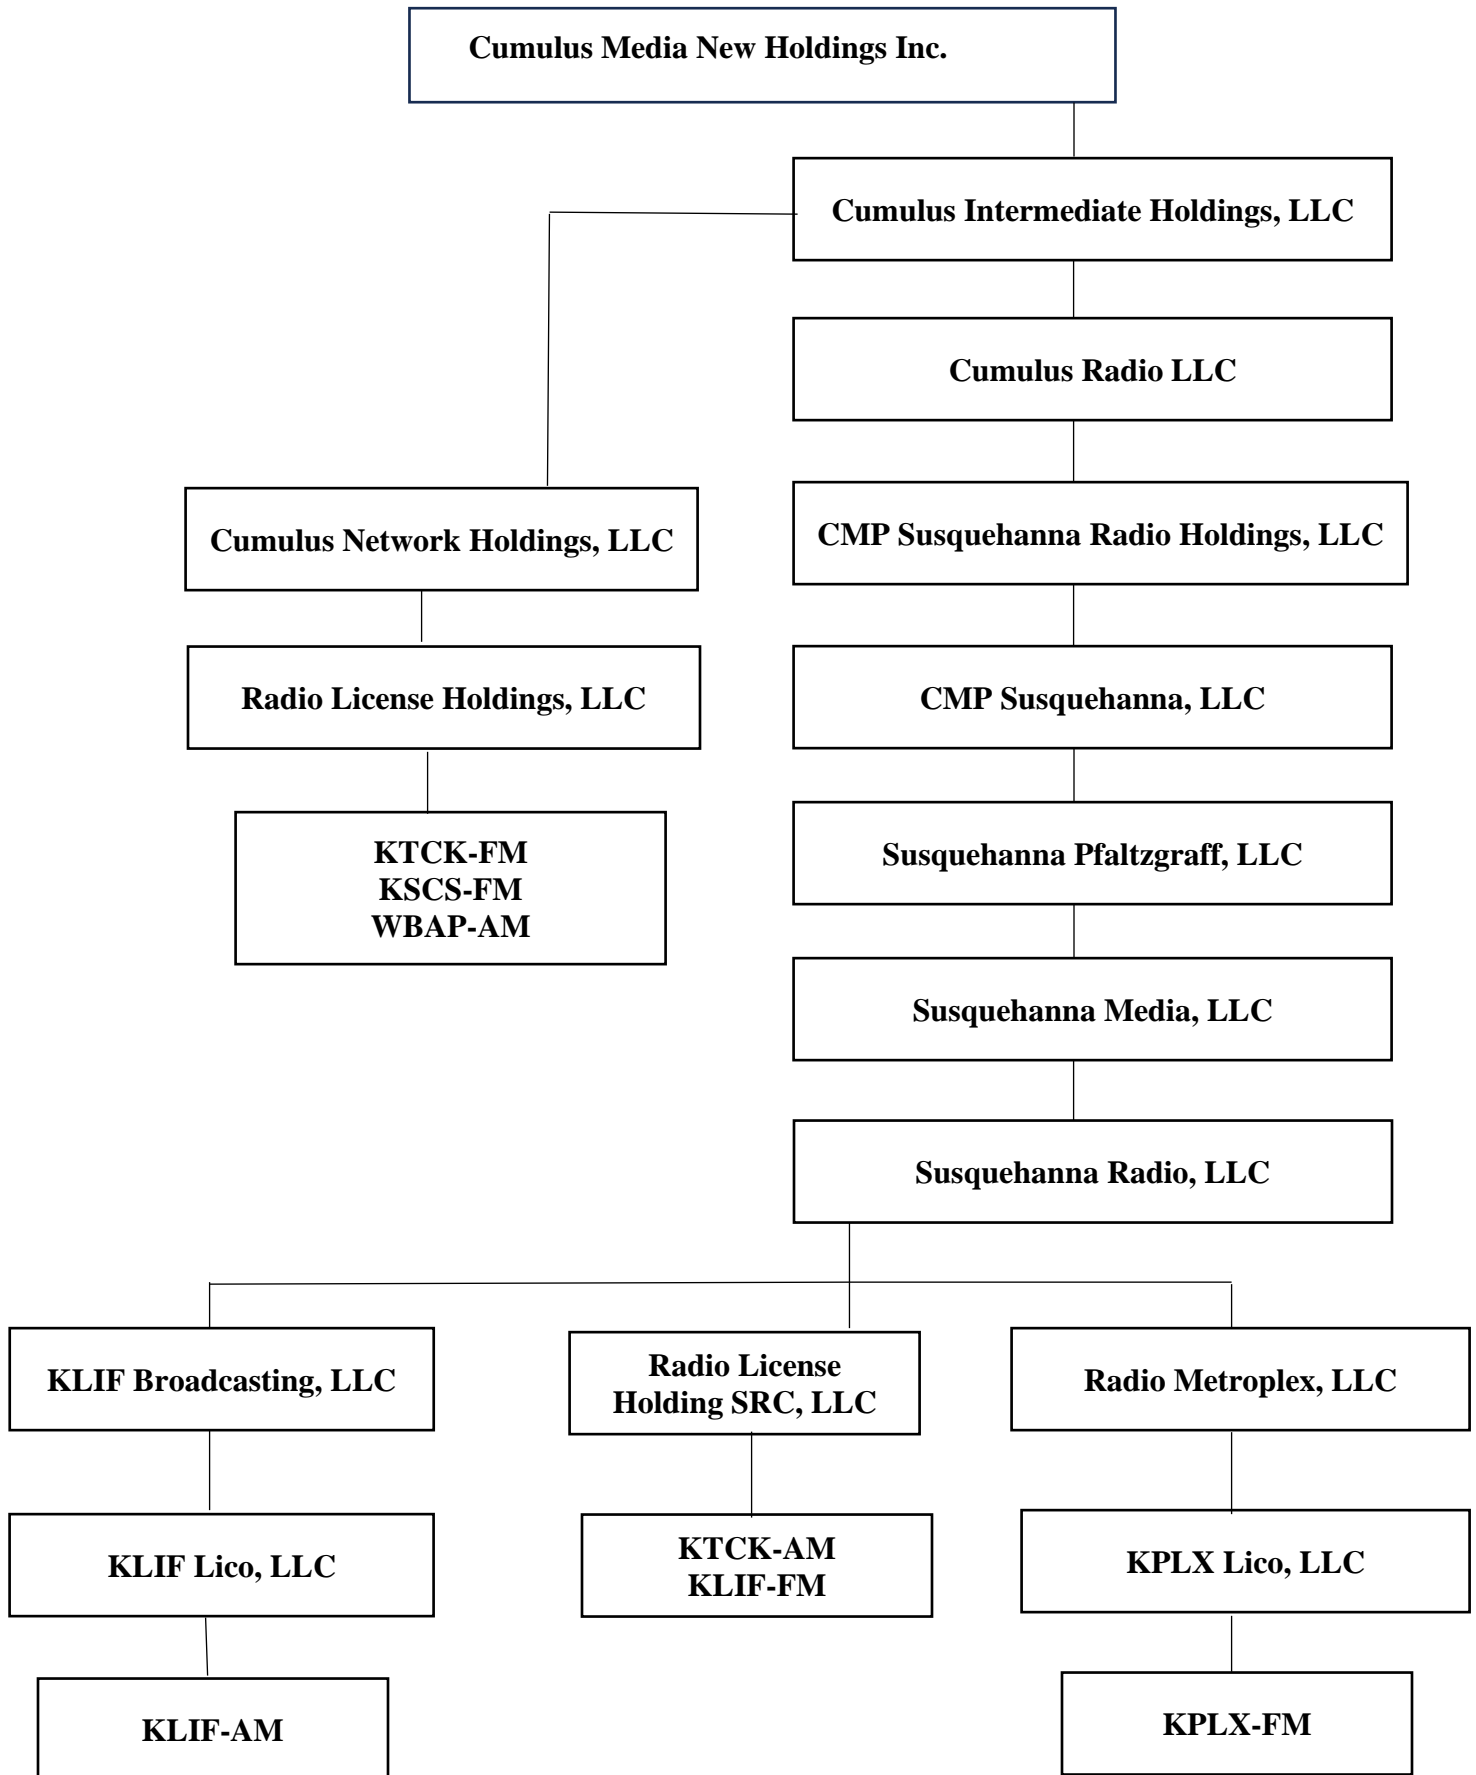 Cumulus Media New Holdings Inc.
Cumulus Intermediate Holdings, LLC
Cumulus Radio LLC
Cumulus Network Holdings, LLC
CMP Susquehanna Radio Holdings, LLC
Radio License Holdings, LLC
CMP Susquehanna, LLC
KTCK-FM
KSCS-FM
WBAP-AM
Susquehanna Pfaltzgraff, LLC
Susquehanna Media, LLC
Susquehanna Radio, LLC
KLIF Broadcasting, LLC
Radio License
Holding SRC, LLC
Radio Metroplex, LLC
KLIF Lico, LLC
KTCK-AM
KLIF-FM
KPLX Lico, LLC
KLIF-AM
KPLX-FM